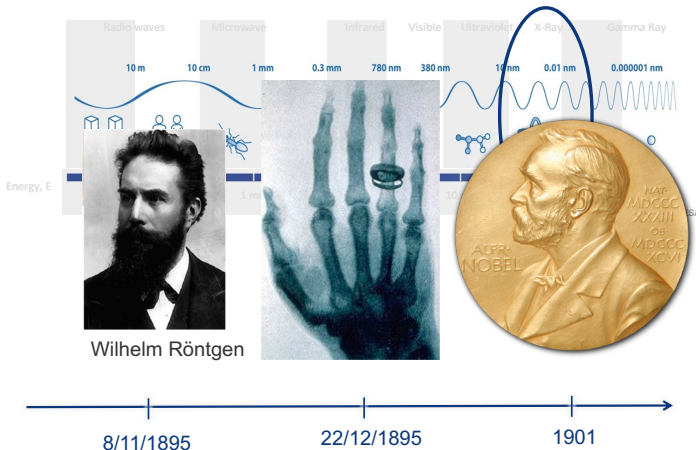 Radio waves Microwave Infrared Visible Ultraviolet X-Ray Gamma Ray
10 m 10 cm 1 mm 0.3 mm 780 nm 380 nm 10 nm 0.01 nm 0.000001 nm
Energy, E
1 m
10
ALFR·
NOBEL
NAT·
MDCCC
XXXIII
OB·
MDCCC
XCVI
Wilhelm Röntgen
8/11/1895 22/12/1895 1901